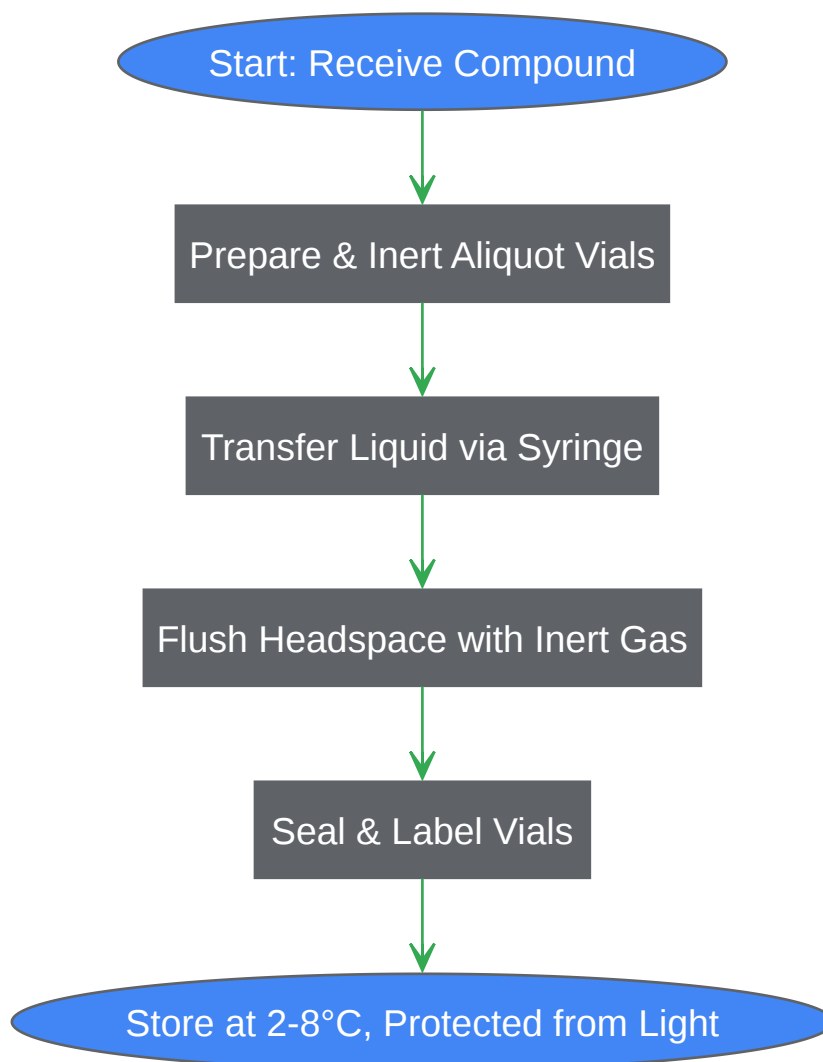 Start: Receive Compound
Prepare & Inert Aliquot Vials
Transfer Liquid via Syringe
Flush Headspace with Inert Gas
Seal & Label Vials
Store at 2-8°C, Protected from Light